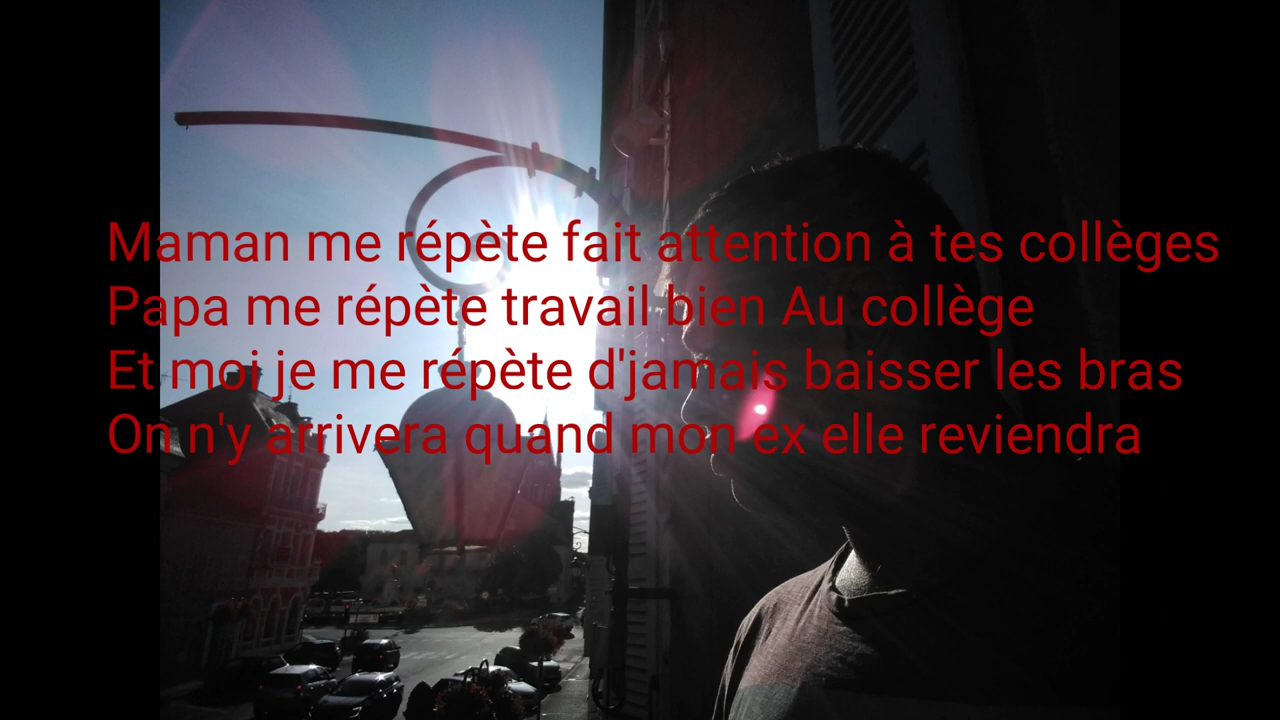 Maman me répète fait attention à tes collèges
Papa me répète travail bien Au collège
Et moi je me répète d'jamais baisser les bras
On n'y arrivera quand mon ex elle reviendra